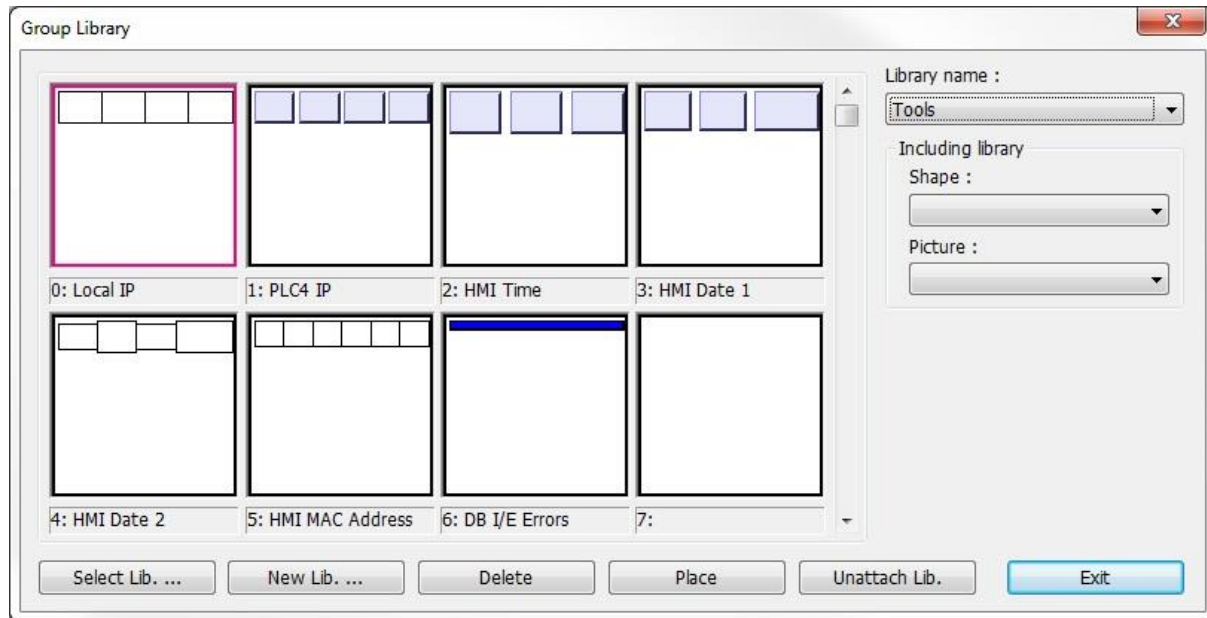 Group Library
Library name :
Tools
Including library
Shape :
Picture :
0: Local IP
1: PLC4 IP
2: HMI Time
3: HMI Date 1
4: HMI Date 2
5: HMI MAC Address
6: DB I/E Errors
7:
Select Lib. ...
New Lib. ...
Delete
Place
Unattach Lib.
Exit